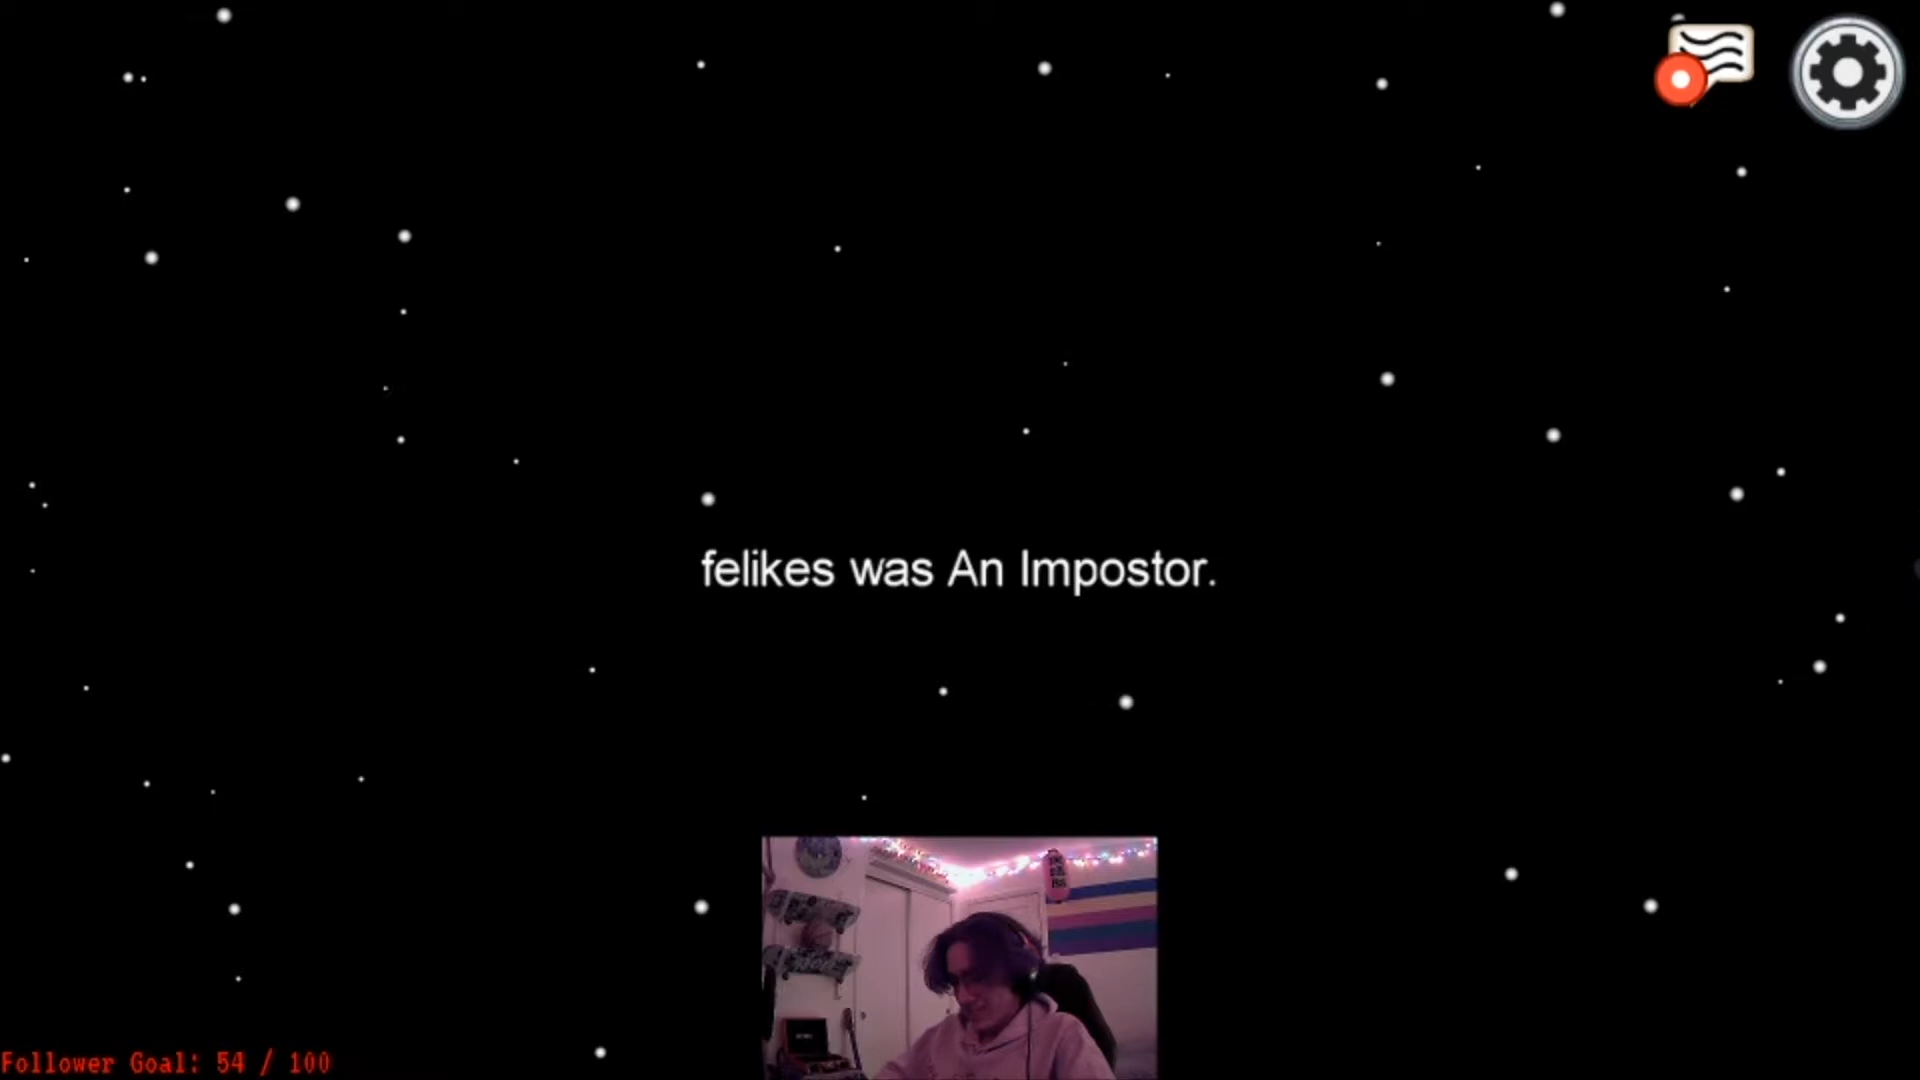 felikes was An Impostor.
Follower Goal: 54 / 100